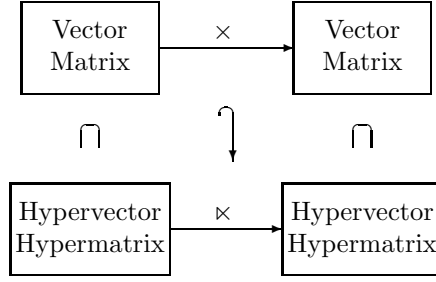 Vector
Matrix
×
Vector
Matrix
∩
∩
Hypervector
Hypermatrix
⋉
Hypervector
Hypermatrix